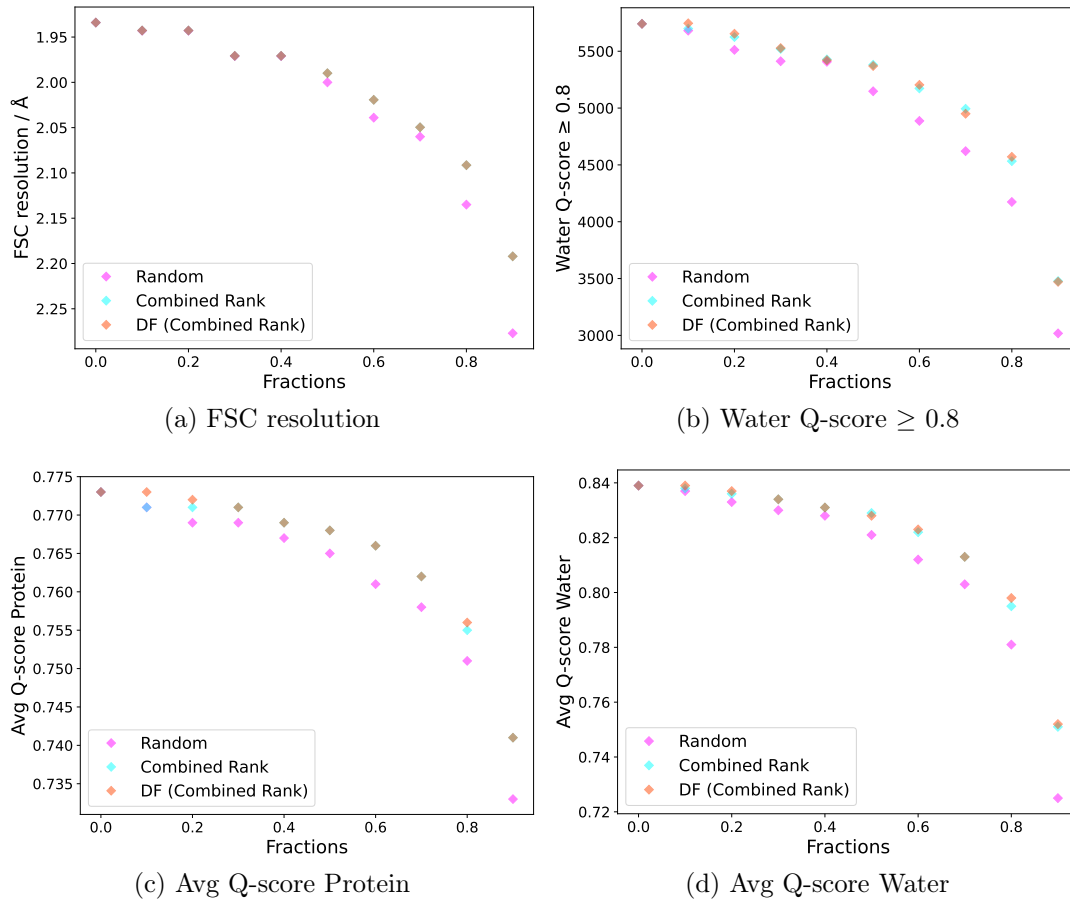 1.95
2.00
2.05
2.10
2.15
2.20
2.25
FSC resolution / Å
Random
Combined Rank
DF (Combined Rank)
0.0 0.2 0.4 0.6 0.8
Fractions
(a) FSC resolution
5500
5000
4500
4000
3500
3000
Water Q-score ≥ 0.8
Random
Combined Rank
DF (Combined Rank)
0.0 0.2 0.4 0.6 0.8
Fractions
(b) Water Q-score ≥ 0.8
0.775
0.770
0.765
0.760
0.755
0.750
0.745
0.740
0.735
Avg Q-score Protein
Random
Combined Rank
DF (Combined Rank)
0.0 0.2 0.4 0.6 0.8
Fractions
(c) Avg Q-score Protein
0.84
0.82
0.80
0.78
0.76
0.74
0.72
Avg Q-score Water
Random
Combined Rank
DF (Combined Rank)
0.0 0.2 0.4 0.6 0.8
Fractions
(d) Avg Q-score Water